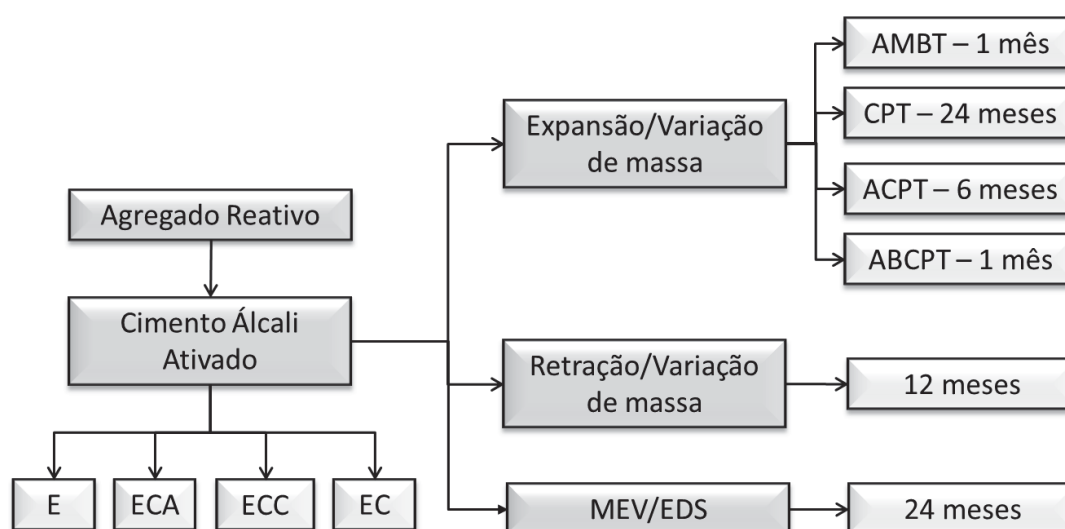 Agregado Reativo
Cimento Álcali
Ativado
E
ECA
ECC
EC
Expansão/Variação
de massa
AMBT – 1 mês
CPT – 24 meses
ACPT – 6 meses
ABCPT – 1 mês
Retração/Variação
de massa
12 meses
MEV/EDS
24 meses